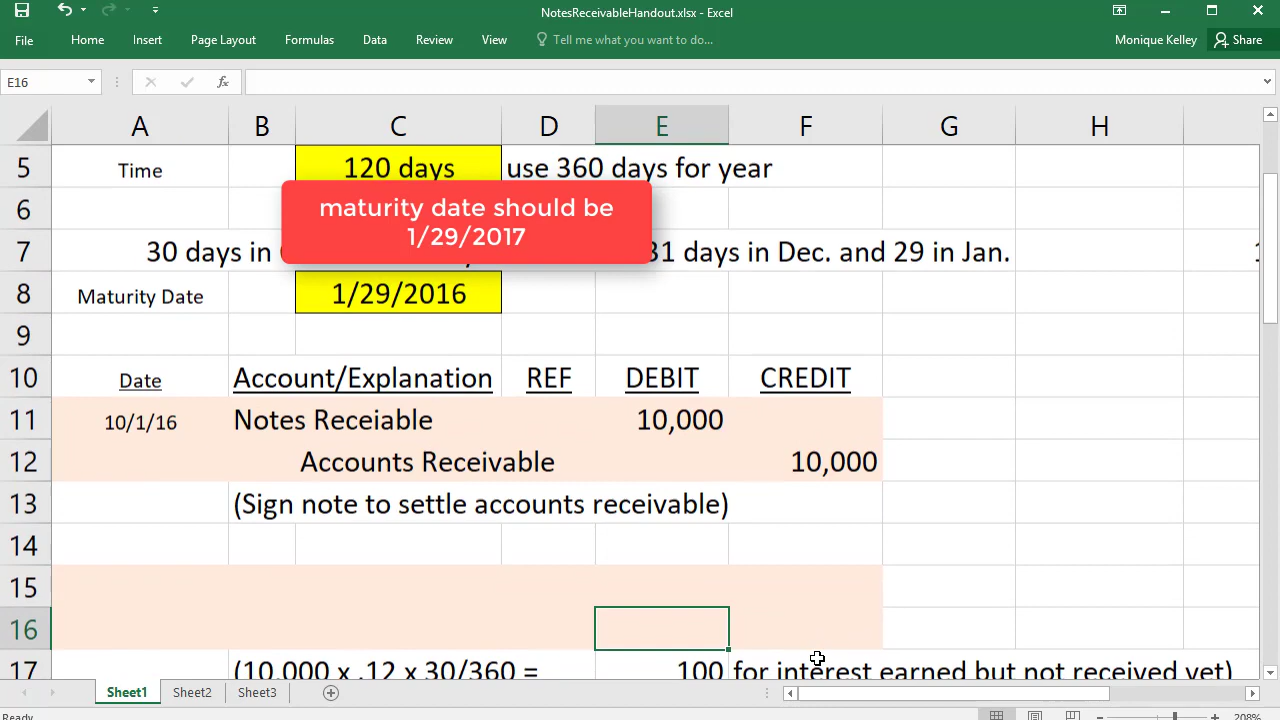 NotesReceivableHandout.xlsx - Excel
File Home Insert Page Layout Formulas Data Review View Tell me what you want to do... Monique Kelley Share
E16 fx
A B C D E F G H
5 Time 120 days use 360 days for year
6
maturity date should be
1/29/2017
7 30 days in 31 days in Dec. and 29 in Jan.
8 Maturity Date 1/29/2016
9
10 Date Account/Explanation REF DEBIT CREDIT
11 10/1/16 Notes Receiable 10,000
12 Accounts Receivable 10,000
13 (Sign note to settle accounts receivable)
14
15
16
17 (10,000 x .12 x 30/360 = 100 for interest earned but not received yet)
Sheet1 Sheet2 Sheet3
Ready 208%